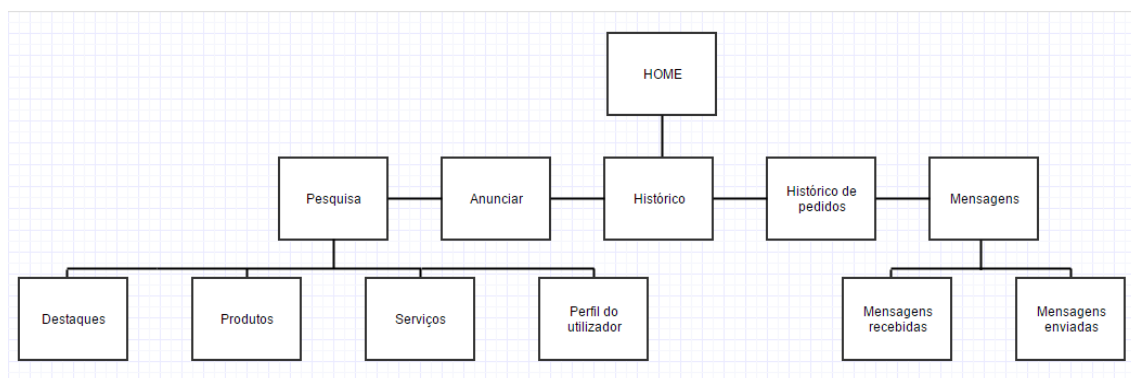 HOME
Pesquisa
Anunciar
Histórico
Histórico de
pedidos
Mensagens
Destaques
Produtos
Serviços
Perfil do
utilizador
Mensagens
recebidas
Mensagens
enviadas